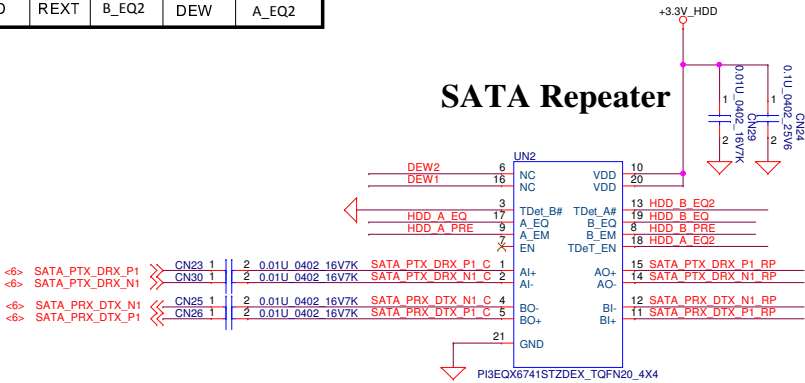 REXT B_EQ2 DEW A_EQ2
+3.3V_HDD
SATA Repeater
1 2 0.01U_0402_16V7K CN29
1 2 0.1U_0402_25V6 CN24
UN2
DEW2 6 NC VDD 10
DEW1 16 NC VDD 20
3 TDet_B# TDet_A# 13 HDD_B_EQ2
HDD_A_EQ 17 A_EQ B_EQ 19 HDD_B_EQ
HDD_A_PRE 9 A_EM B_EM 8 HDD_B_PRE
7 EN TDeT_EN 18 HDD_A_EQ2
<6> SATA_PTX_DRX_P1 CN23 1 2 0.01U_0402_16V7K SATA_PTX_DRX_P1_C 1 AI+ AO+ 15 SATA_PTX_DRX_P1_RP
<6> SATA_PTX_DRX_N1 CN30 1 2 0.01U_0402_16V7K SATA_PTX_DRX_N1_C 2 AI- AO- 14 SATA_PTX_DRX_N1_RP
<6> SATA_PRX_DTX_N1 CN25 1 2 0.01U_0402_16V7K SATA_PRX_DTX_N1_C 4 BO- BI- 12 SATA_PRX_DTX_N1_RP
<6> SATA_PRX_DTX_P1 CN26 1 2 0.01U_0402_16V7K SATA_PRX_DTX_P1_C 5 BO+ BI+ 11 SATA_PRX_DTX_P1_RP
21 GND
PI3EQX6741STZDEX_TQFN20_4X4